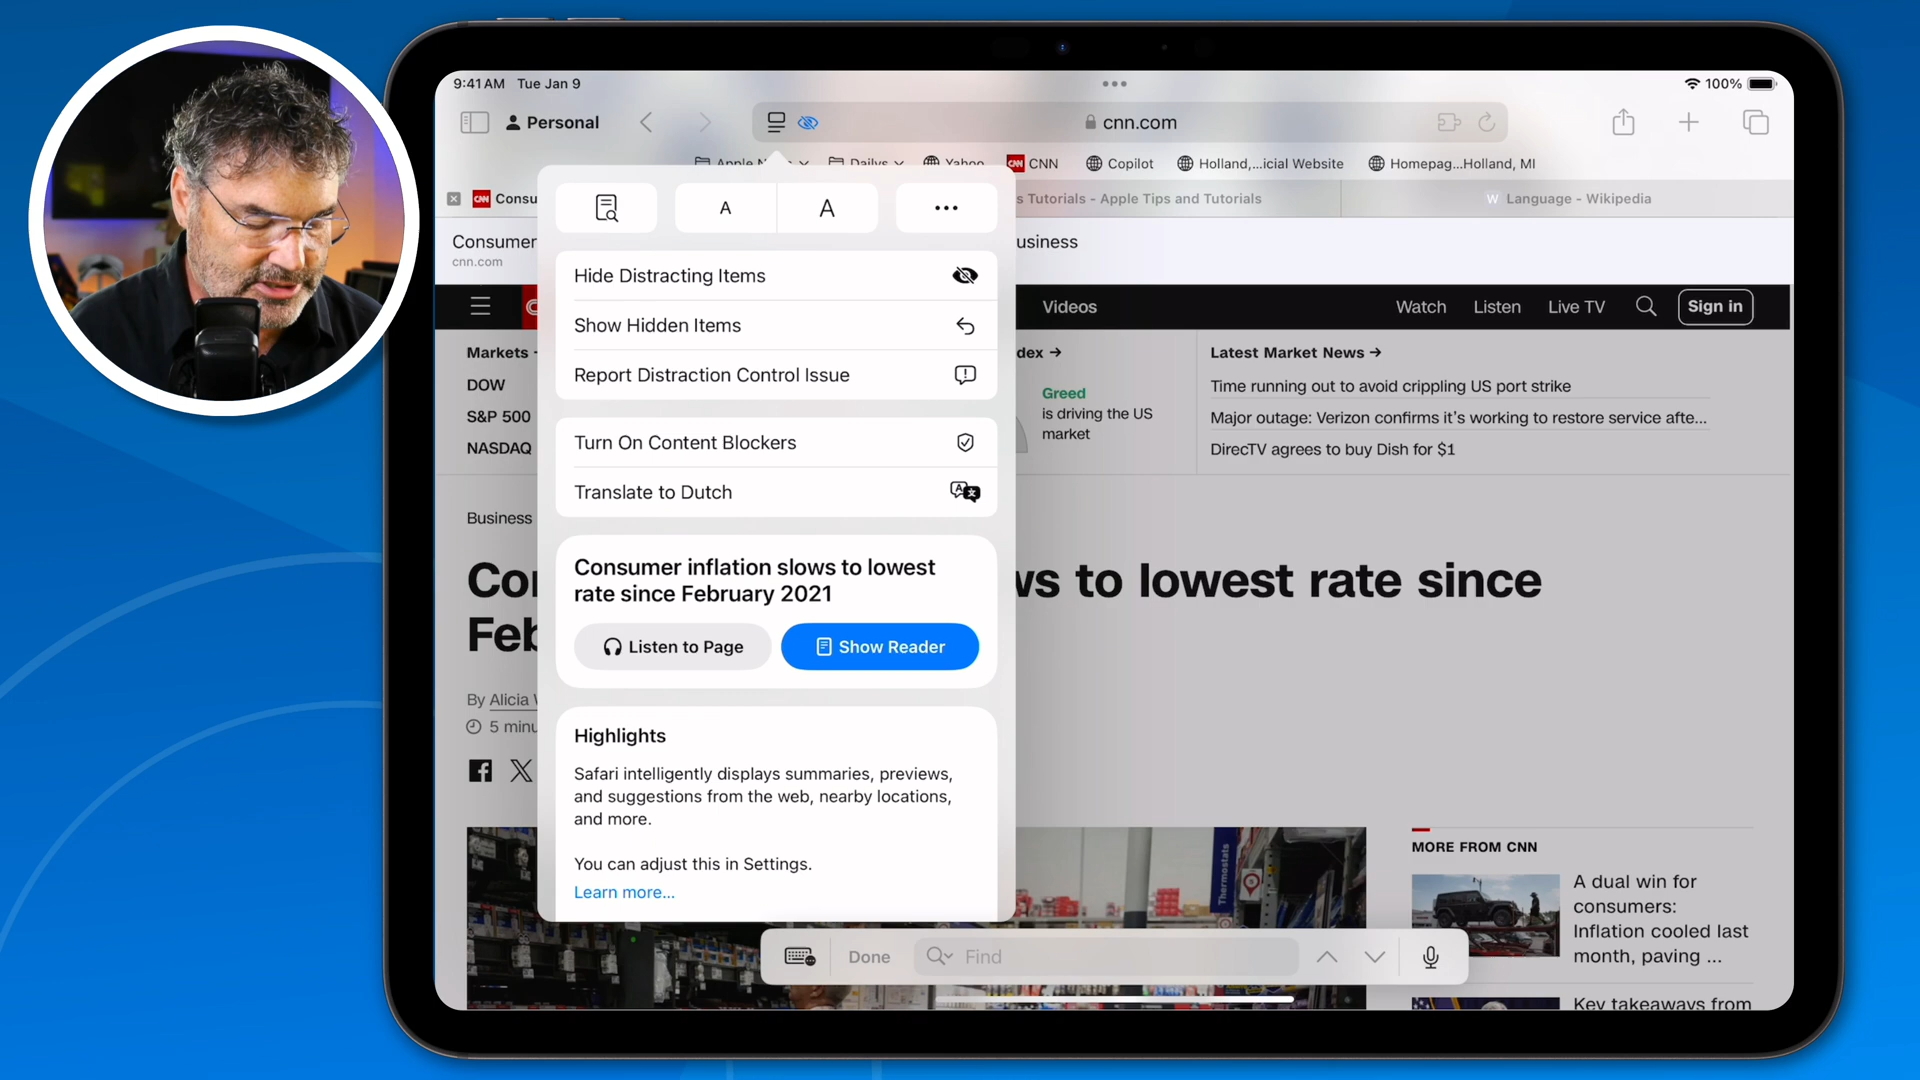 9:41 AM Tue Jan 9
100%
Personal
cnn.com
Yahoo
CNN
Copilot
Holland,...icial Website
Homepag...Holland, MI
Consu
s Tutorials - Apple Tips and Tutorials
Language - Wikipedia
Consumer
usiness
cnn.com
A
A
Hide Distracting Items
Show Hidden Items
Report Distraction Control Issue
Turn On Content Blockers
Translate to Dutch
Consumer inflation slows to lowest
rate since February 2021
Listen to Page
Show Reader
Highlights
Safari intelligently displays summaries, previews,
and suggestions from the web, nearby locations,
and more.
You can adjust this in Settings.
Learn more...
Videos
Watch
Listen
Live TV
Sign in
Markets
DOW
S&P 500
NASDAQ
dex →
Greed
is driving the US
market
Latest Market News →
Time running out to avoid crippling US port strike
Major outage: Verizon confirms it's working to restore service afte...
DirecTV agrees to buy Dish for $1
Business
Co
ws to lowest rate since
Feb
By Alicia
5 minu
Thermostats
MORE FROM CNN
A dual win for
consumers:
Inflation cooled last
month, paving ...
Key takeaways from
Done
Find